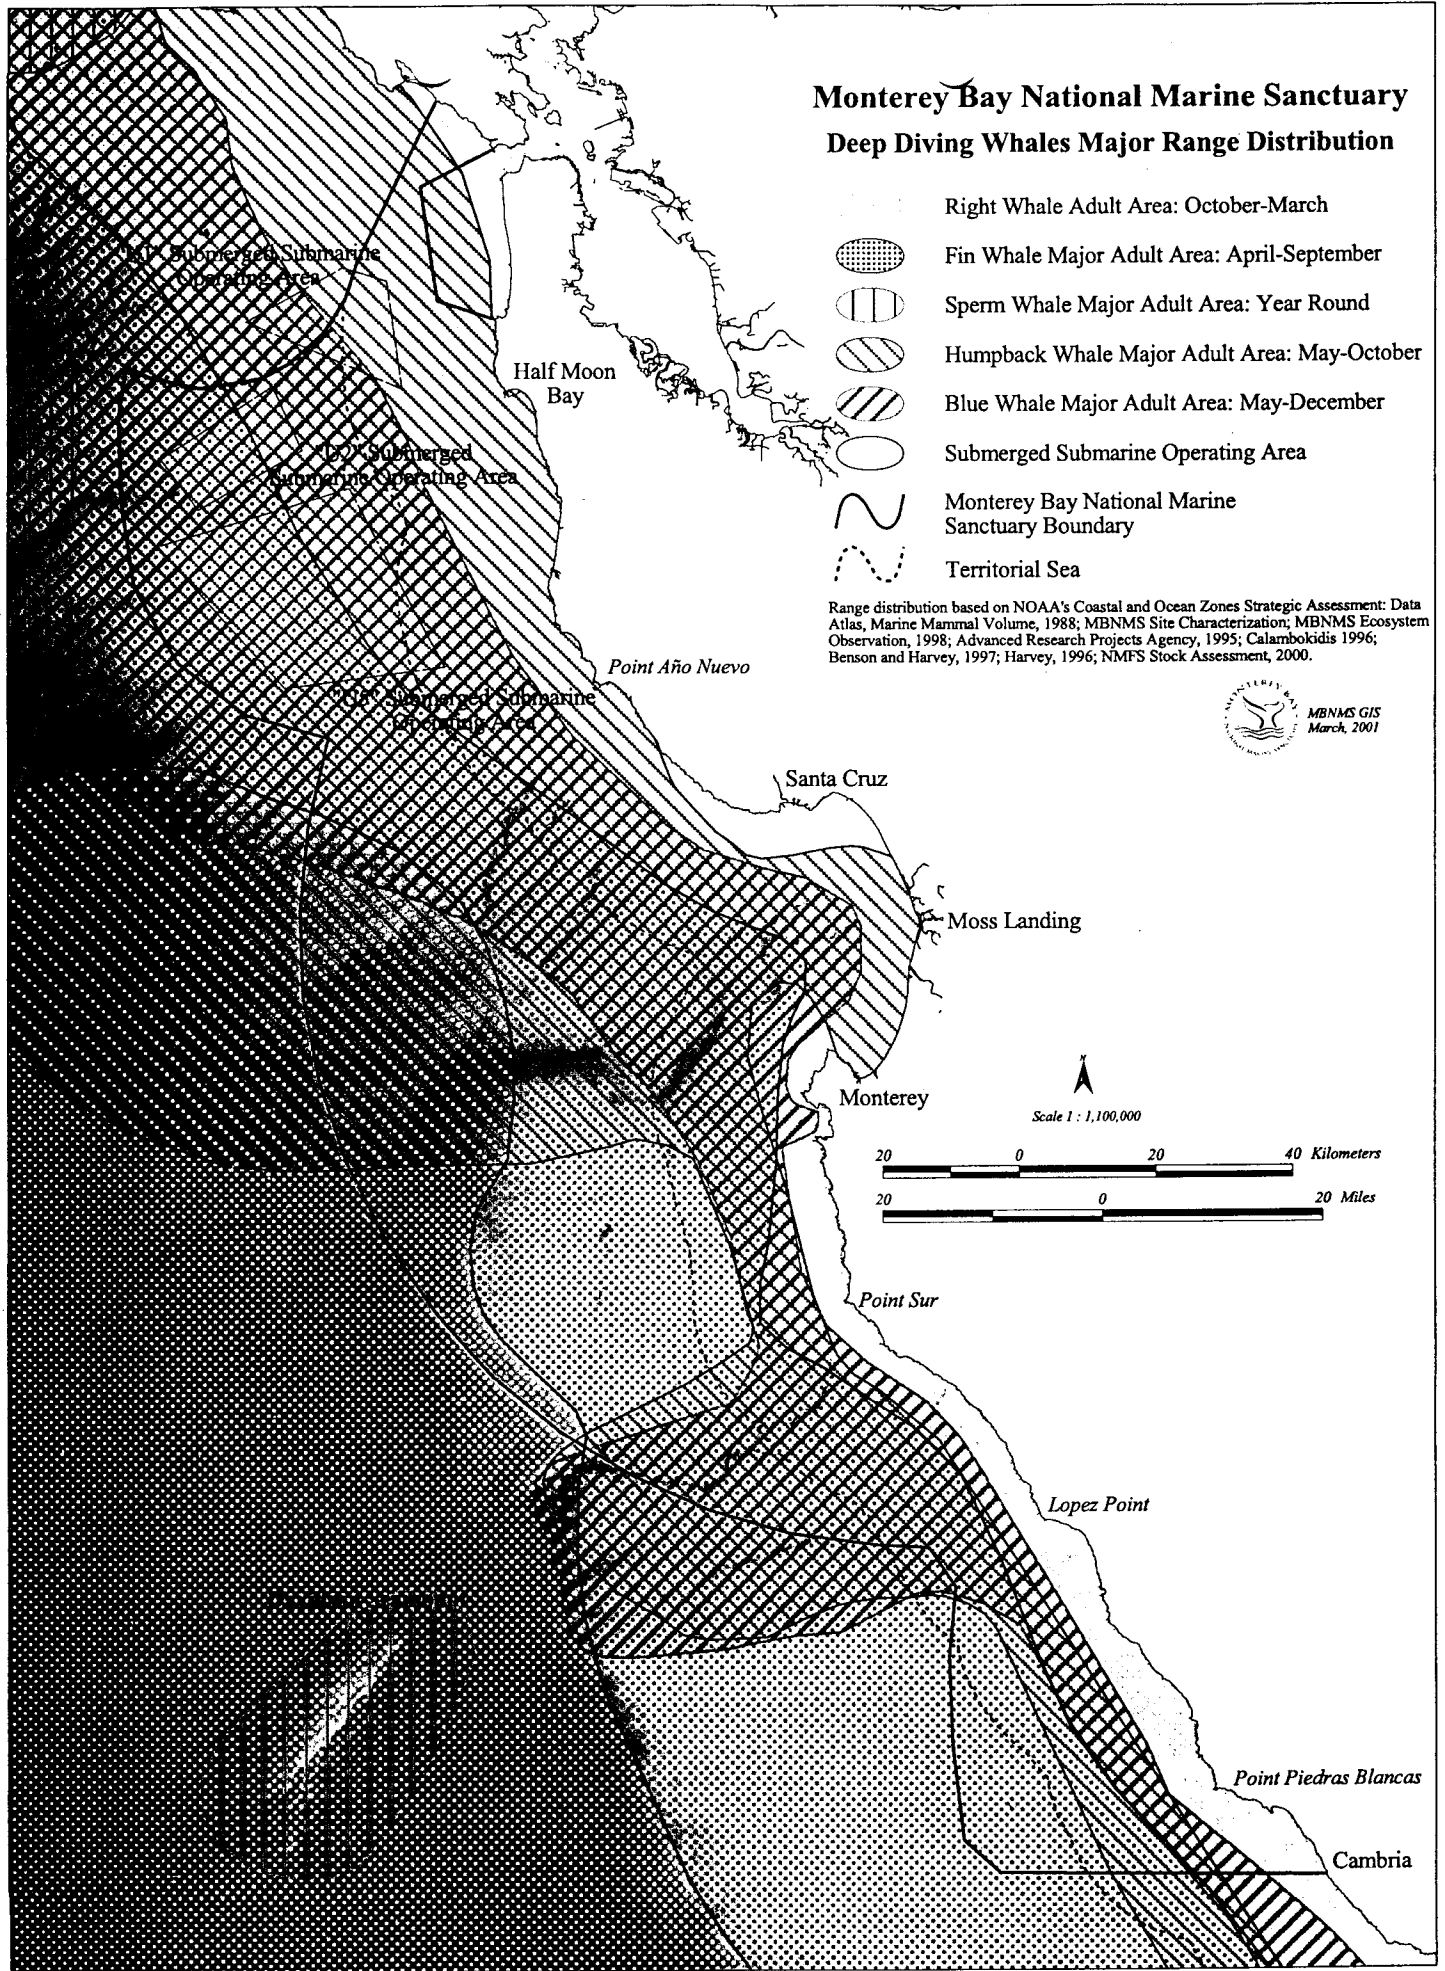 Monterey Bay National Marine Sanctuary
Deep Diving Whales Major Range Distribution
Right Whale Adult Area: October-March
Fin Whale Major Adult Area: April-September
Sperm Whale Major Adult Area: Year Round
Humpback Whale Major Adult Area: May-October
Blue Whale Major Adult Area: May-December
Submerged Submarine Operating Area
Monterey Bay National Marine
Sanctuary Boundary
Territorial Sea
Range distribution based on NOAA's Coastal and Ocean Zones Strategic Assessment: Data
Atlas, Marine Mammal Volume, 1988; MBNMS Site Characterization; MBNMS Ecosystem
Observation, 1998; Advanced Research Projects Agency, 1995; Calambokidis 1996;
Benson and Harvey, 1997; Harvey, 1996; NMFS Stock Assessment, 2000.
MONTEREY BAY
MBNMS GIS
March, 2001
Submerged Submarine
Operating Area
Half Moon
Bay
"D2" Submerged
Submarine Operating Area
Point Año Nuevo
Submerged Submarine
Operating Area
Santa Cruz
Moss Landing
Monterey
N
Scale 1 : 1,100,000
20 0 20 40 Kilometers
20 0 20 Miles
Point Sur
Lopez Point
Point Piedras Blancas
Cambria